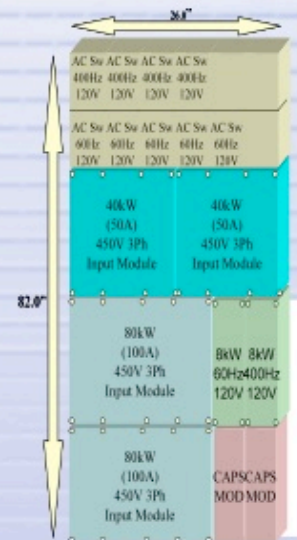 26.0"
AC Sw AC Sw AC Sw AC Sw
400Hz 400Hz 400Hz 400Hz
120V 120V 120V 120V
AC Sw AC Sw AC Sw AC Sw AC Sw
60Hz 60Hz 60Hz 60Hz 60Hz
120V 120V 120V 120V 120V
40kW 40kW
(50A) (50A)
450V 3Ph 450V 3Ph
Input Module Input Module
82.0"
80kW
(100A)
450V 3Ph
Input Module
8kW 8kW
60Hz 400Hz
120V 120V
80kW
(100A)
450V 3Ph
Input Module
CAPS CAPS
MOD MOD